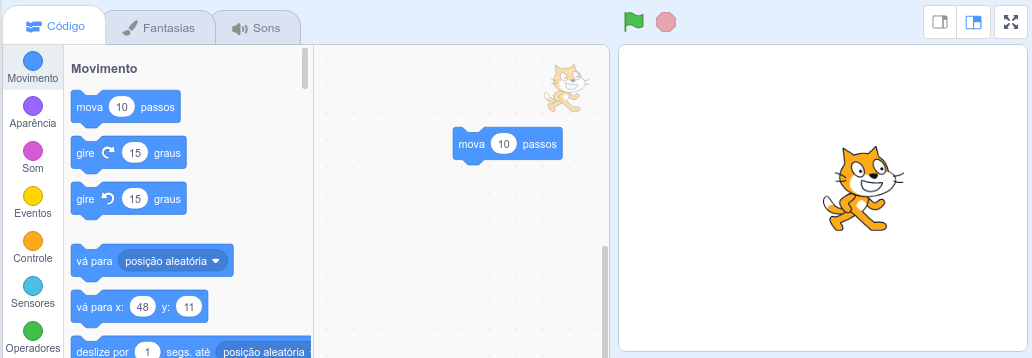 Código
Fantasias
Sons
Movimento
Aparência
Som
Eventos
Controle
Sensores
Operadores
Movimento
mova 10 passos
gire 15 graus
gire 15 graus
vá para posição aleatória
vá para x: 48 y: 11
deslize por 1 segs. até posição aleatória
mova 10 passos